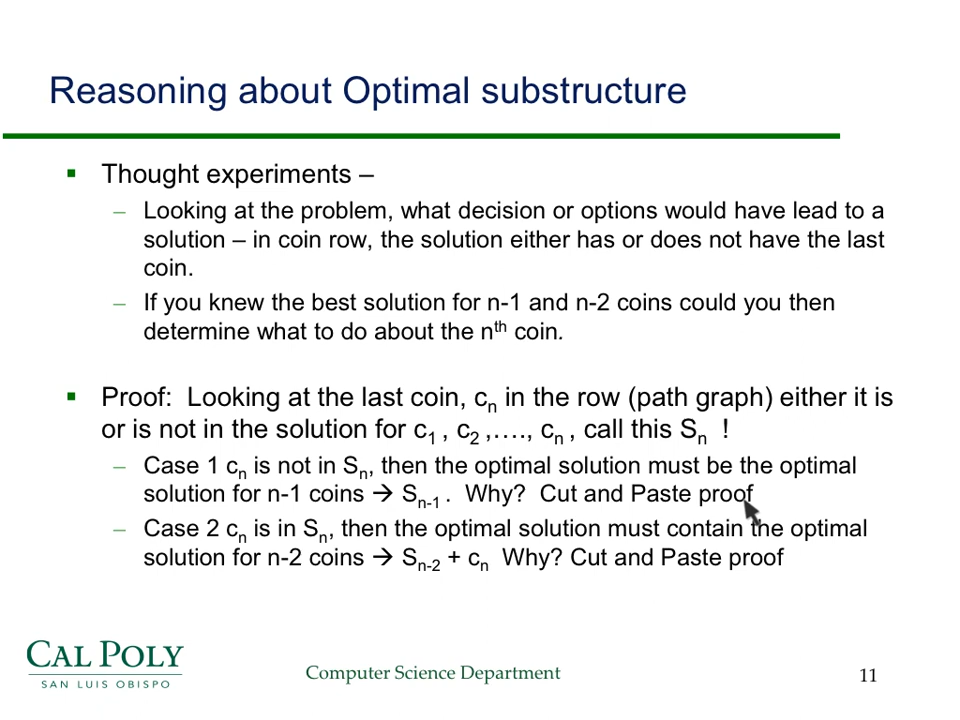 Reasoning about Optimal substructure
▪ Thought experiments –
– Looking at the problem, what decision or options would have lead to a
solution – in coin row, the solution either has or does not have the last
coin.
– If you knew the best solution for n-1 and n-2 coins could you then
determine what to do about the nth coin.
▪ Proof: Looking at the last coin, cn in the row (path graph) either it is
or is not in the solution for c1 , c2 ,…., cn , call this Sn !
– Case 1 cn is not in Sn, then the optimal solution must be the optimal
solution for n-1 coins → Sn-1 . Why? Cut and Paste proof
– Case 2 cn is in Sn, then the optimal solution must contain the optimal
solution for n-2 coins → Sn-2 + cn Why? Cut and Paste proof
CAL POLY
SAN LUIS OBISPO
Computer Science Department
11